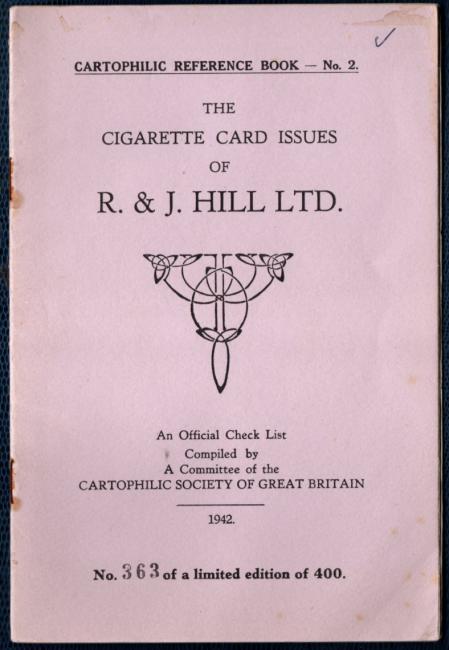 CARTOPHILIC REFERENCE BOOK — No. 2.
THE
CIGARETTE CARD ISSUES
OF
R. & J. HILL LTD.
An Official Check List
Compiled by
A Committee of the
CARTOPHILIC SOCIETY OF GREAT BRITAIN
1942.
No. 363 of a limited edition of 400.